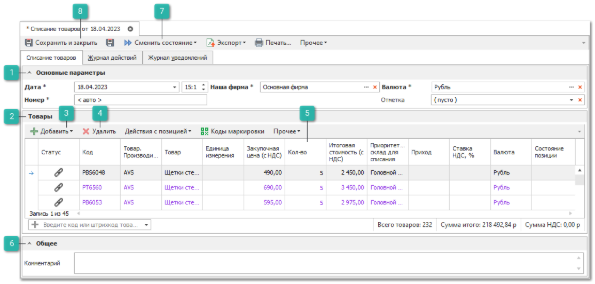 8 7
* Списание товаров от 18.04.2023
Сохранить и закрыть Сменить состояние Экспорт Печать... Прочее
Списание товаров Журнал действий Журнал уведомлений
1 Основные параметры
Дата * 18.04.2023 15:1 Наша фирма * Основная фирма Валюта * Рубль
Номер * < авто > Отметка ( пусто )
2 Товары
3 4 5
Добавить Удалить Действия с позицией Коды маркировки Прочее
Статус Код Товар. Производи... Товар Единица измерения Закупочная цена (с НДС) Кол-во Итоговая стоимость (с НДС) Приоритет... склад для списания Приход Ставка НДС, % Валюта Состояние позиции
PBS604B AVS Щетки сте... 490,00 5 2 450,00 Головной ... Рубль
PT6560 AVS Щетки сте... 690,00 5 3 450,00 Головной ... Рубль
PB6053 AVS Щетки сте... 595,00 5 2 975,00 Головной ... Рубль
Запись 1 из 45
Введите код или штрихкод това... Всего товаров: 232 Сумма итого: 218 492,84 р Сумма НДС: 0,00 р
6 Общее
Комментарий